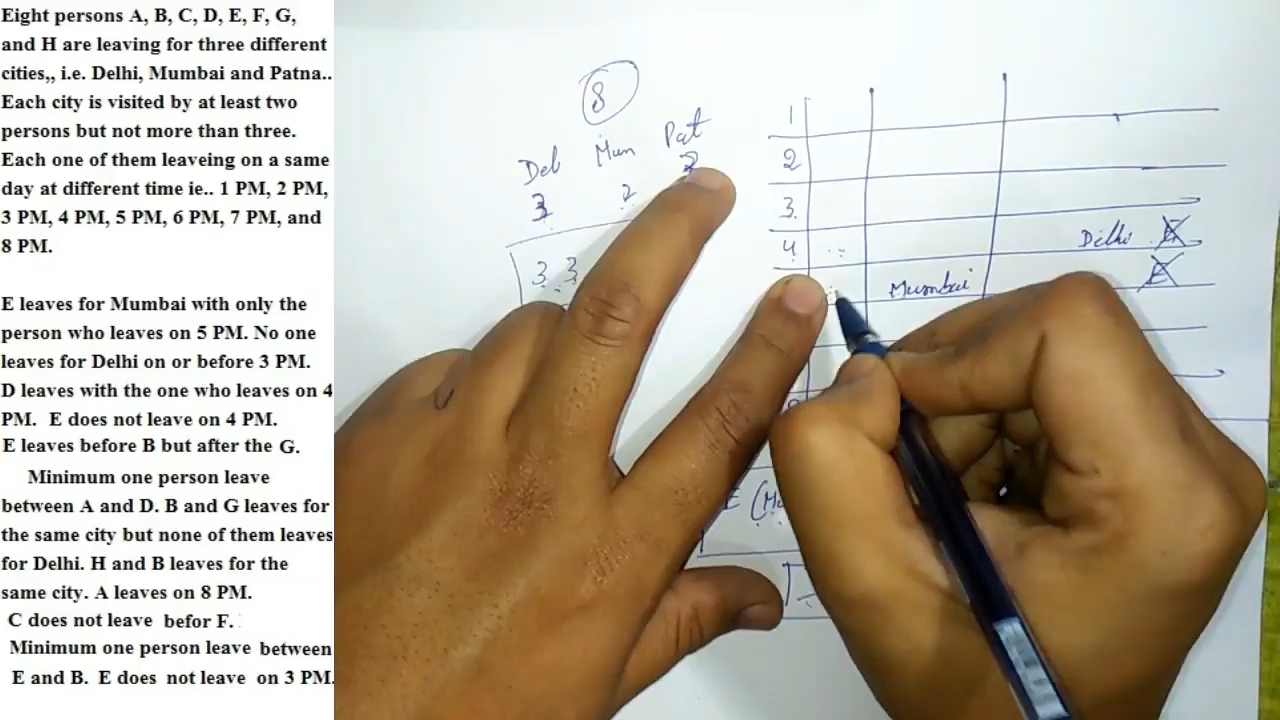 Eight persons A, B, C, D, E, F, G,
and H are leaving for three different
cities,, i.e. Delhi, Mumbai and Patna..
Each city is visited by at least two
persons but not more than three.
Each one of them leaveing on a same
day at different time ie.. 1 PM, 2 PM,
3 PM, 4 PM, 5 PM, 6 PM, 7 PM, and
8 PM.
E leaves for Mumbai with only the
person who leaves on 5 PM. No one
leaves for Delhi on or before 3 PM.
D leaves with the one who leaves on 4
PM. E does not leave on 4 PM.
E leaves before B but after the G.
Minimum one person leave
between A and D. B and G leaves for
the same city but none of them leaves
for Delhi. H and B leaves for the
same city. A leaves on 8 PM.
C does not leave befor F.
Minimum one person leave between
E and B. E does not leave on 3 PM.
8
Del Mun Pat
3 2 2
3 3
1
2
3
4 Delhi E
Mumbai E
E (Mu